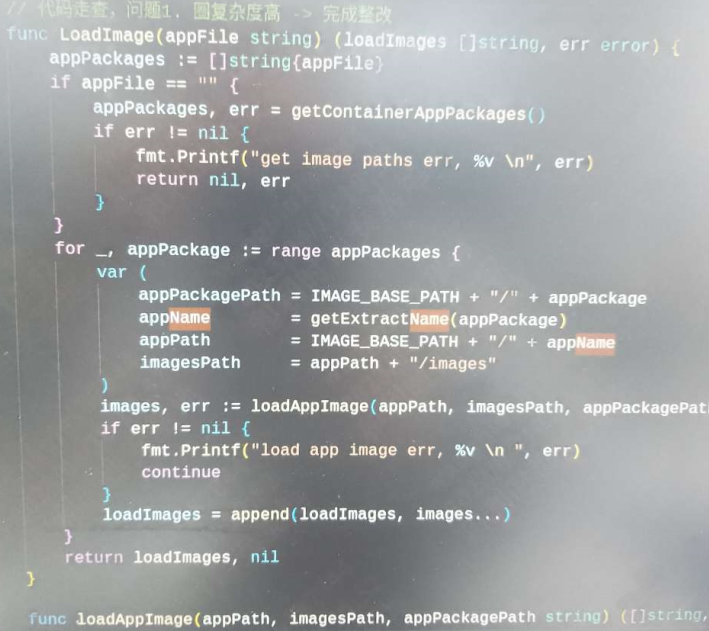 // 代码走查，问题1. 圈复杂度高 -> 完成整改
func LoadImage(appFile string) (loadImages []string, err error) {
    appPackages := []string{appFile}
    if appFile == "" {
        appPackages, err = getContainerAppPackages()
        if err != nil {
            fmt.Printf("get image paths err, %v \n", err)
            return nil, err
        }
    }
    for _, appPackage := range appPackages {
        var (
            appPackagePath = IMAGE_BASE_PATH + "/" + appPackage
            appName        = getExtractName(appPackage)
            appPath        = IMAGE_BASE_PATH + "/" + appName
            imagesPath     = appPath + "/images"
        )
        images, err := loadAppImage(appPath, imagesPath, appPackagePat
        if err != nil {
            fmt.Printf("load app image err, %v \n ", err)
            continue
        }
        loadImages = append(loadImages, images...)
    }
    return loadImages, nil
}
func loadAppImage(appPath, imagesPath, appPackagePath string) ([]string,